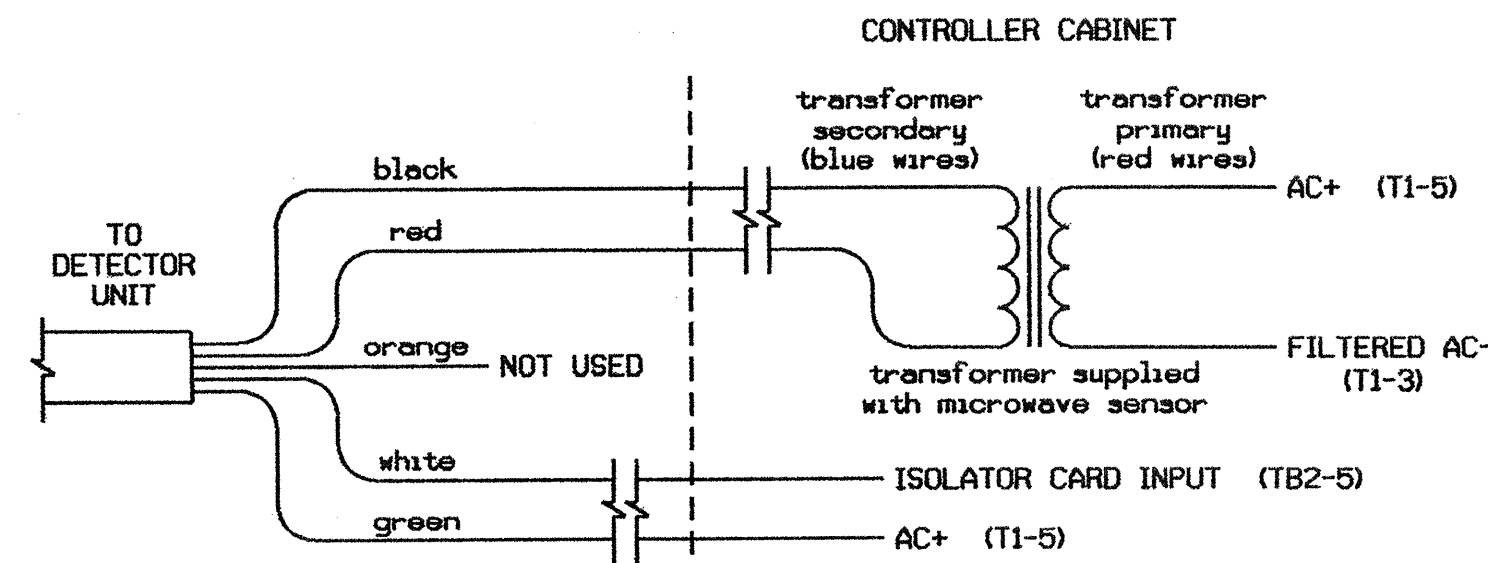 CONTROLLER CABINET
transformer
secondary
(blue wires)
transformer
primary
(red wires)
black
AC+ (T1-5)
red
TO
DETECTOR
UNIT
orange
NOT USED
FILTERED AC-
(T1-3)
transformer supplied
with microwave sensor
white
ISOLATOR CARD INPUT (TB2-5)
green
AC+ (T1-5)